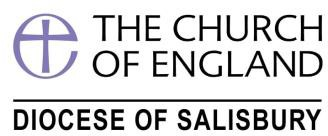 THE CHURCH
OF ENGLAND
DIOCESE OF SALISBURY